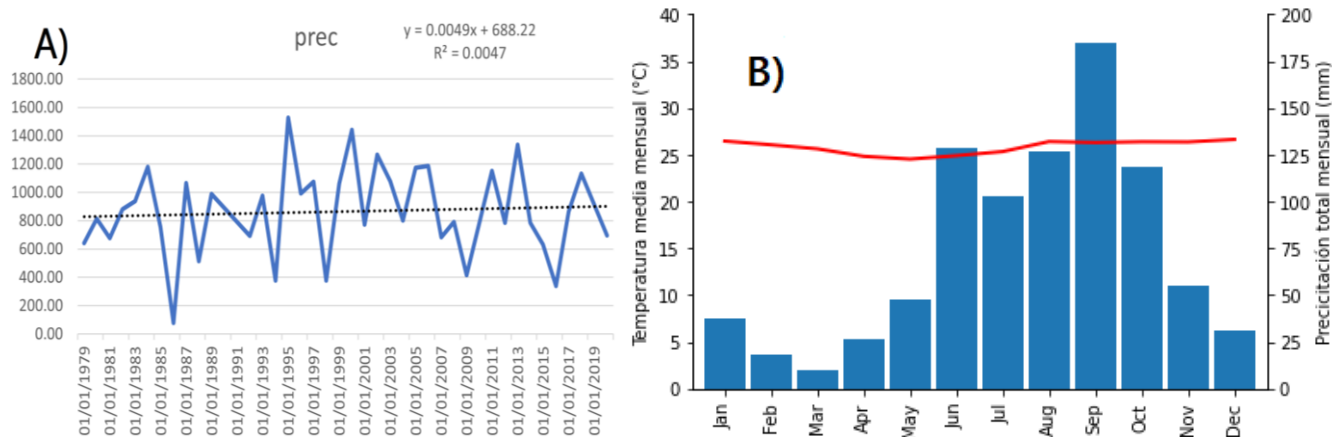 A)
prec
y = 0.0049x + 688.22
R² = 0.0047
1800.00
1600.00
1400.00
1200.00
1000.00
800.00
600.00
400.00
200.00
0.00
01/01/1979
01/01/1981
01/01/1983
01/01/1985
01/01/1987
01/01/1989
01/01/1991
01/01/1993
01/01/1995
01/01/1997
01/01/1999
01/01/2001
01/01/2003
01/01/2005
01/01/2007
01/01/2009
01/01/2011
01/01/2013
01/01/2015
01/01/2017
01/01/2019
B)
Temperatura media mensual (°C)
40
35
30
25
20
15
10
5
0
Jan
Feb
Mar
Apr
May
Jun
Jul
Aug
Sep
Oct
Nov
Dec
200
175
150
125
100
75
50
25
0
Precicitación total mensual (mm)